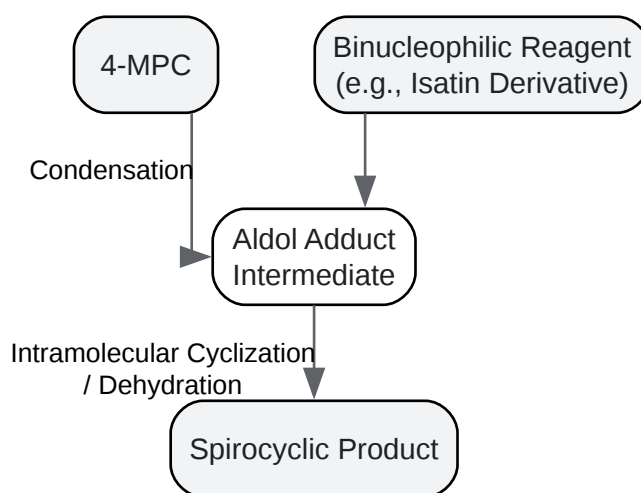 4-MPC
Binucleophilic Reagent
(e.g., Isatin Derivative)
Condensation
Aldol Adduct
Intermediate
Intramolecular Cyclization
/ Dehydration
Spirocyclic Product